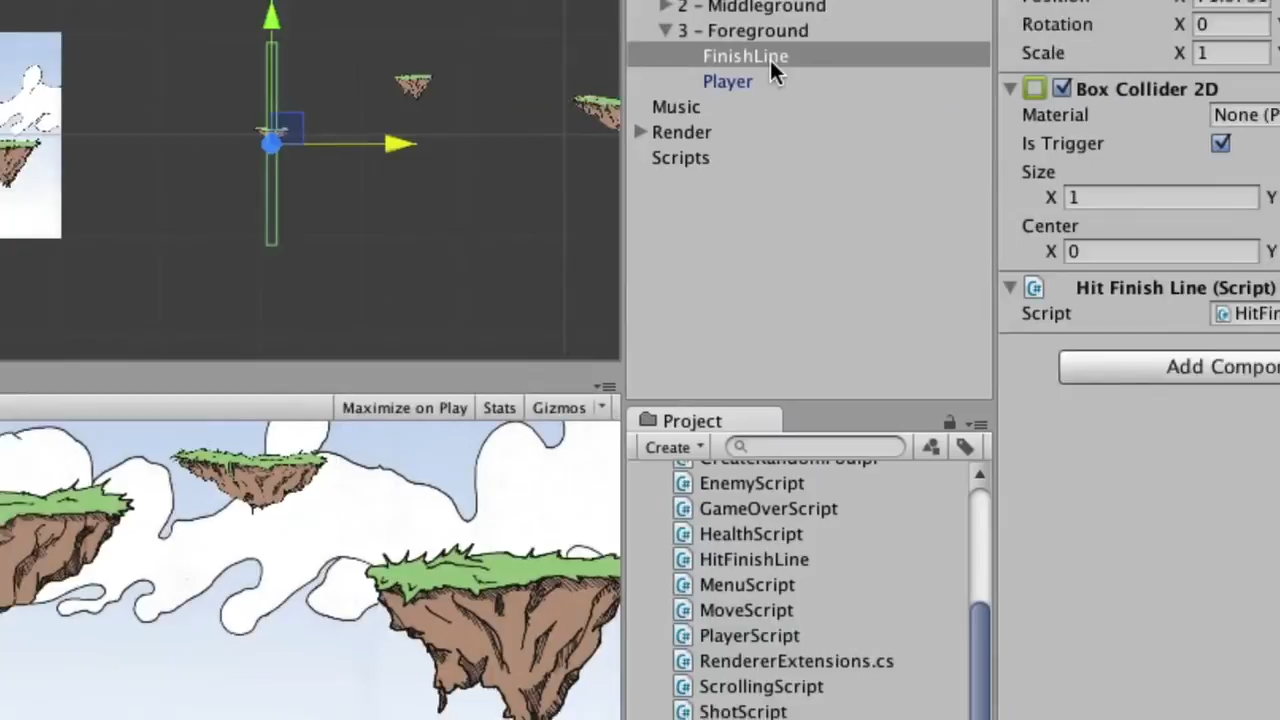 2 – Middleground
3 – Foreground
FinishLine
Player
Music
Render
Scripts
Position
Rotation X 0
Scale X 1
Box Collider 2D
Material None (P
Is Trigger
Size
X 1 Y
Center
X 0 Y
Hit Finish Line (Script)
Script HitFin
Add Compo
Maximize on Play Stats Gizmos
Project
Create
EnemyScript
GameOverScript
HealthScript
HitFinishLine
MenuScript
MoveScript
PlayerScript
RendererExtensions.cs
ScrollingScript
ShotScript